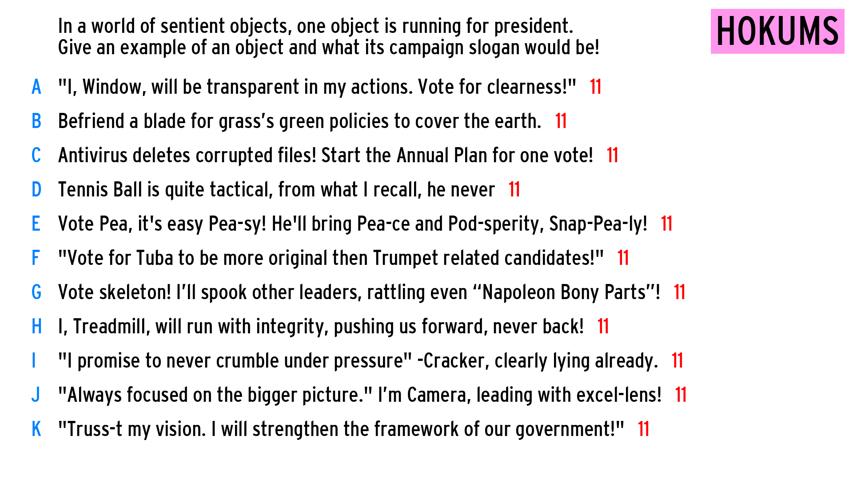 In a world of sentient objects, one object is running for president.
Give an example of an object and what its campaign slogan would be!
HOKUMS
A "I, Window, will be transparent in my actions. Vote for clearness!" 11
B Befriend a blade for grass’s green policies to cover the earth. 11
C Antivirus deletes corrupted files! Start the Annual Plan for one vote! 11
D Tennis Ball is quite tactical, from what I recall, he never 11
E Vote Pea, it's easy Pea-sy! He'll bring Pea-ce and Pod-sperity, Snap-Pea-ly! 11
F "Vote for Tuba to be more original then Trumpet related candidates!" 11
G Vote skeleton! I’ll spook other leaders, rattling even “Napoleon Bony Parts”! 11
H I, Treadmill, will run with integrity, pushing us forward, never back! 11
I "I promise to never crumble under pressure" -Cracker, clearly lying already. 11
J "Always focused on the bigger picture." I’m Camera, leading with excel-lens! 11
K "Truss-t my vision. I will strengthen the framework of our government!" 11